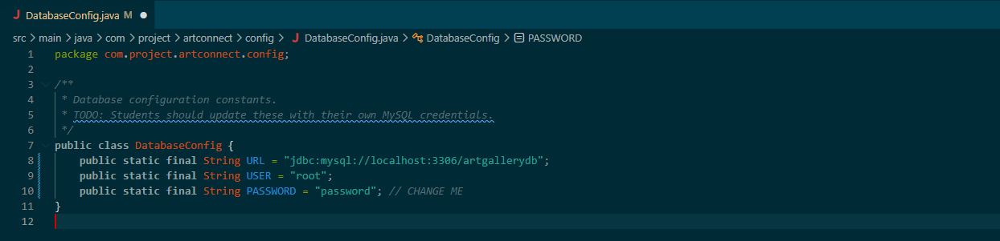 J DatabaseConfig.java M ●
src > main > java > com > project > artconnect > config > J DatabaseConfig.java > DatabaseConfig > PASSWORD
1 package com.project.artconnect.config;
2
3 /**
4  * Database configuration constants.
5  * TODO: Students should update these with their own MySQL credentials.
6  */
7 public class DatabaseConfig {
8     public static final String URL = "jdbc:mysql://localhost:3306/artgallerydb";
9     public static final String USER = "root";
10     public static final String PASSWORD = "password"; // CHANGE ME
11 }
12